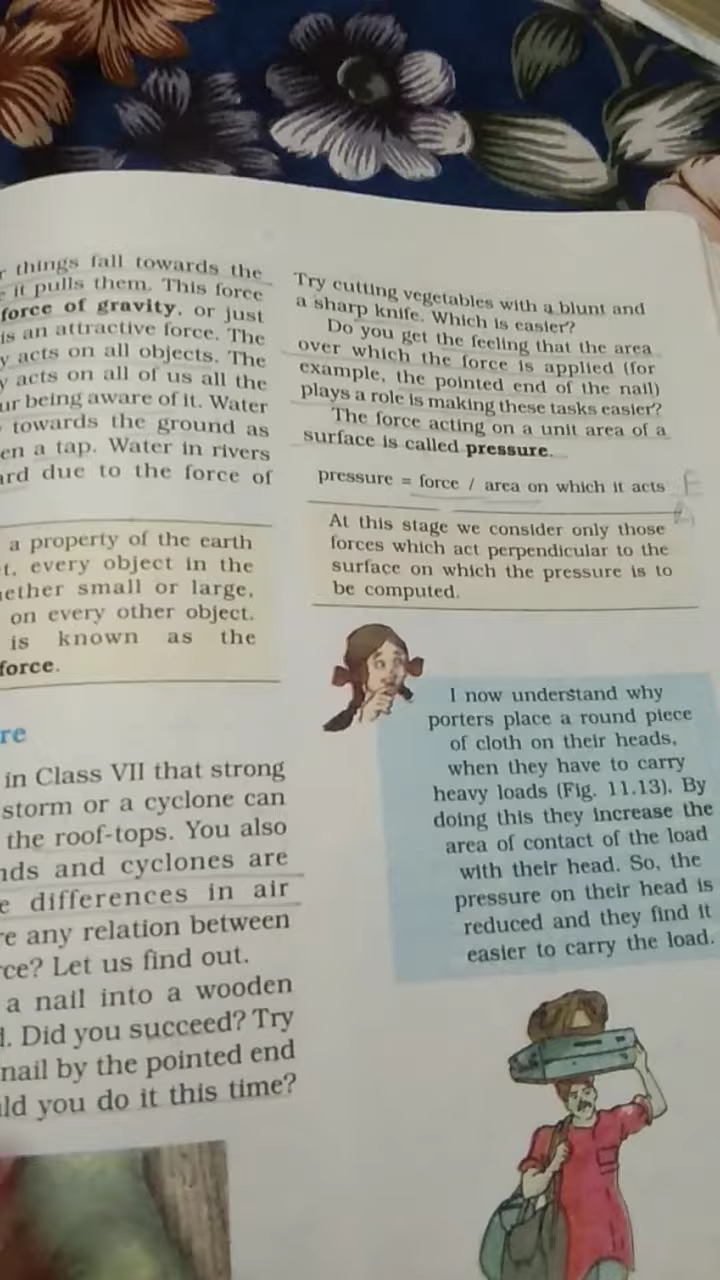 things fall towards the
it pulls them. This force
force of gravity, or just
is an attractive force. The
acts on all objects. The
acts on all of us all the
being aware of it. Water
towards the ground as
a tap. Water in rivers
due to the force of
a property of the earth
every object in the
small or large,
on every other object.
is known as the
force.
in Class VII that strong
storm or a cyclone can
the roof-tops. You also
and cyclones are
differences in air
any relation between
Let us find out.
a nail into a wooden
Did you succeed? Try
nail by the pointed end
you do it this time?
Try cutting vegetables with a blunt and
a sharp knife. Which is easier?
Do you get the feeling that the area
over which the force is applied (for
example, the pointed end of the nail)
plays a role is making these tasks easier?
The force acting on a unit area of a
surface is called pressure.
pressure = force / area on which it acts F
At this stage we consider only those
forces which act perpendicular to the
surface on which the pressure is to
be computed.
I now understand why
porters place a round piece
of cloth on their heads,
when they have to carry
heavy loads (Fig. 11.13). By
doing this they increase the
area of contact of the load
with their head. So, the
pressure on their head is
reduced and they find it
easier to carry the load.